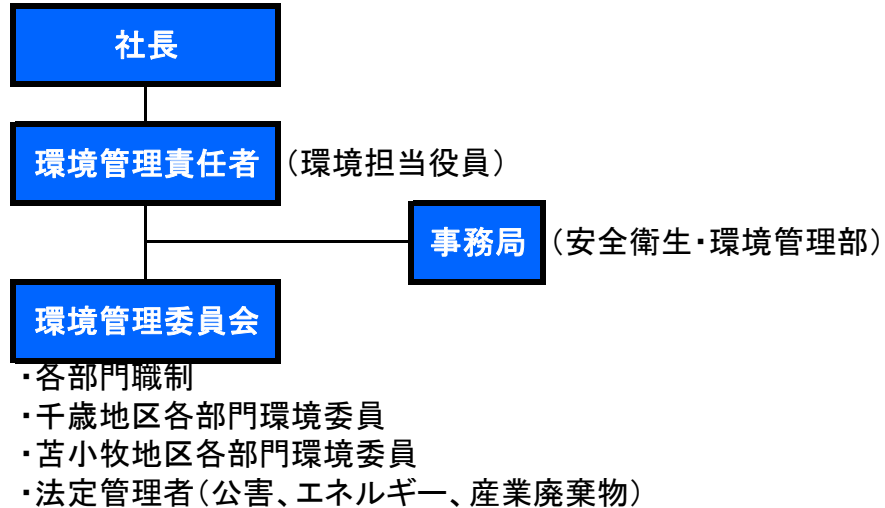 社長
環境管理責任者 (環境担当役員)
事務局 (安全衛生・環境管理部)
環境管理委員会
・各部門職制
・千歳地区各部門環境委員
・苫小牧地区各部門環境委員
・法定管理者(公害、エネルギー、産業廃棄物)